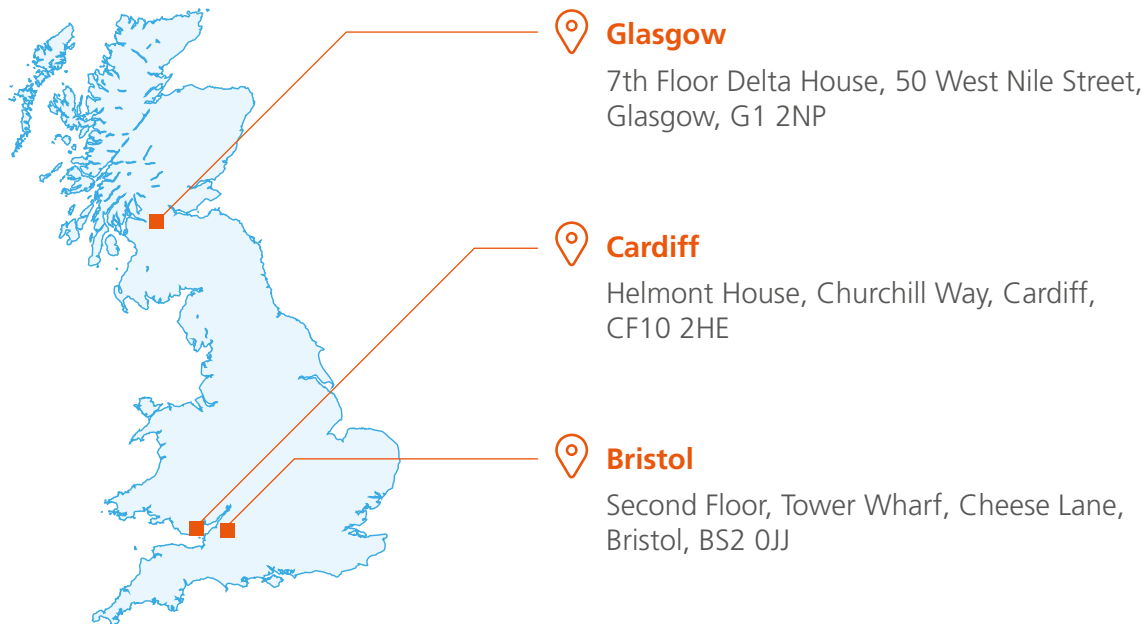 Glasgow
7th Floor Delta House, 50 West Nile Street,
Glasgow, G1 2NP
Cardiff
Helmont House, Churchill Way, Cardiff,
CF10 2HE
Bristol
Second Floor, Tower Wharf, Cheese Lane,
Bristol, BS2 0JJ